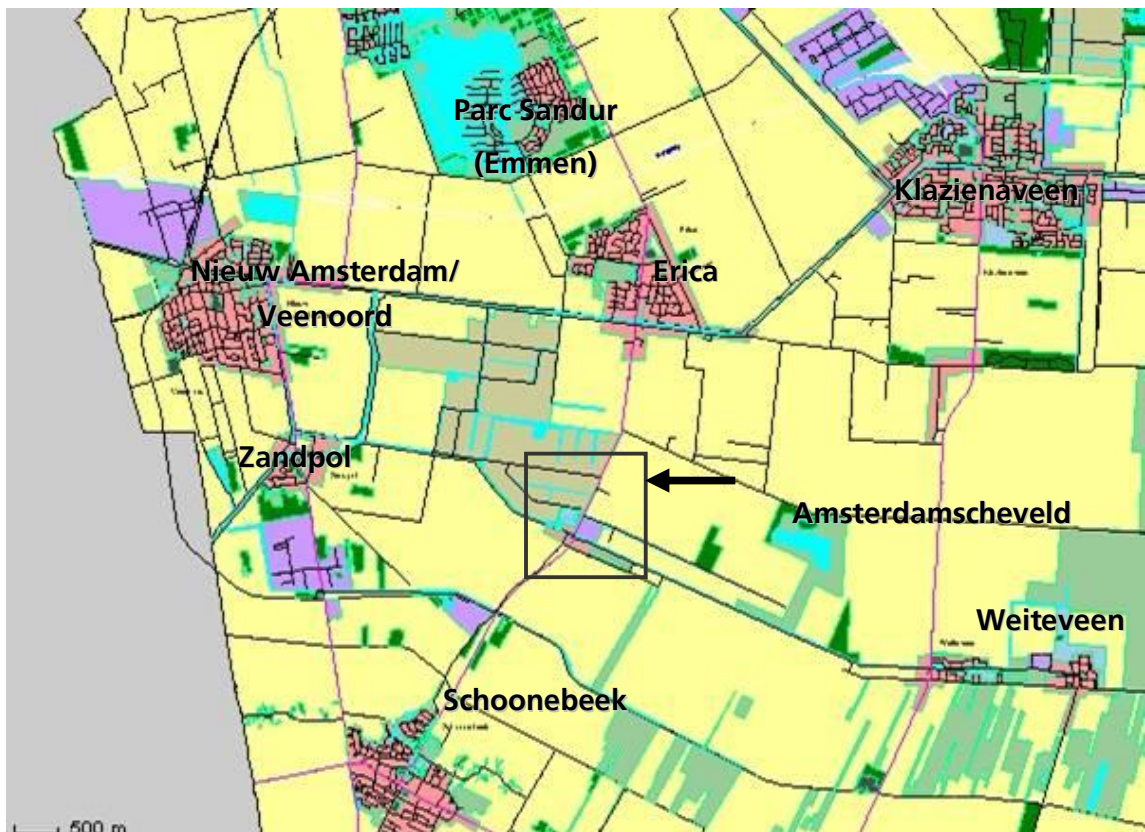 Parc Sandur
(Emmen)
Klazienaveen
Nieuw Amsterdam/
Veenoord
Erica
Zandpol
Amsterdamscheveld
Weiteveen
Schoonebeek
500 m